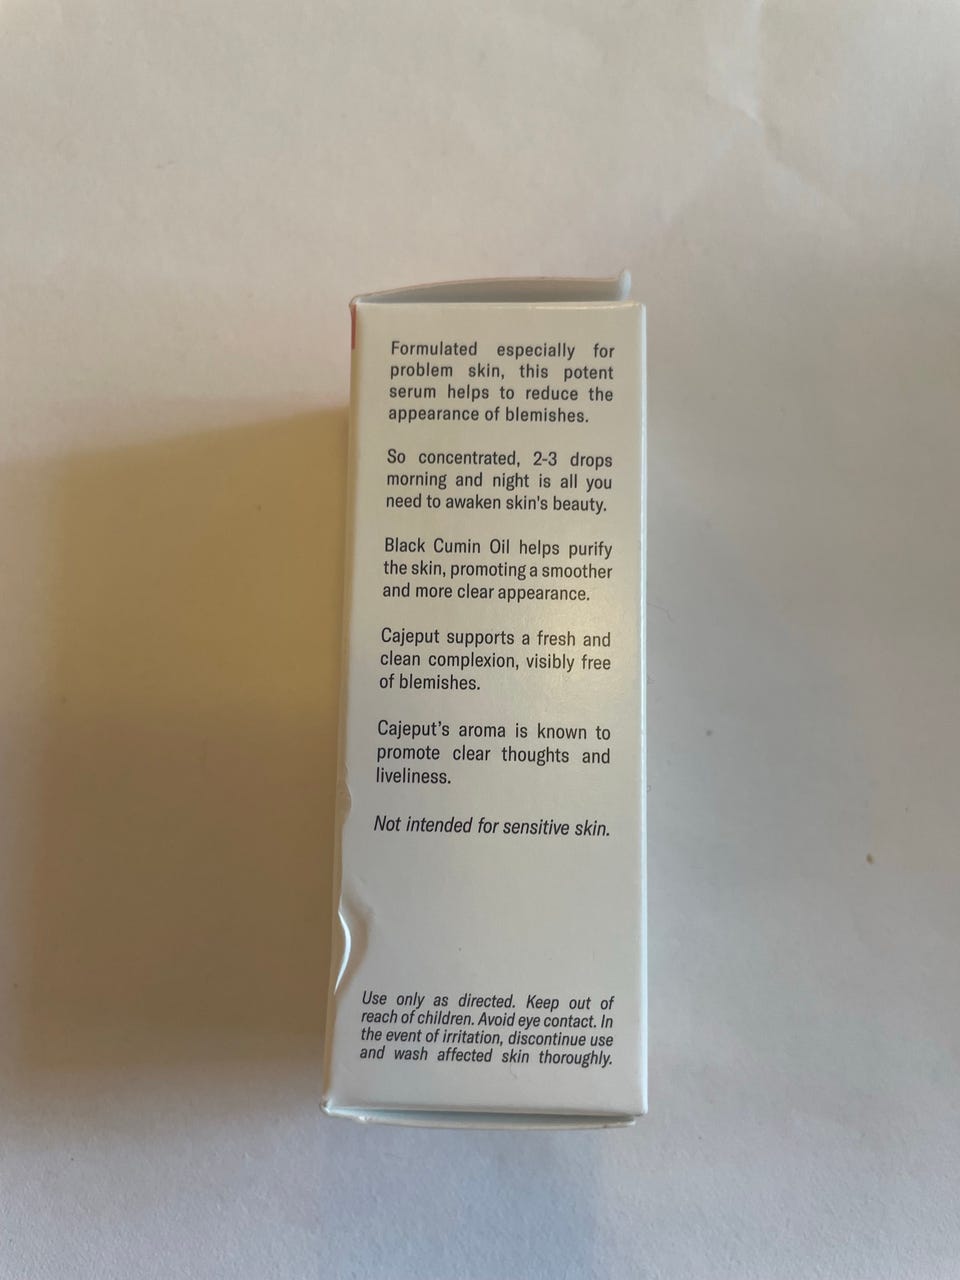 Formulated especially for
problem skin, this potent
serum helps to reduce the
appearance of blemishes.
So concentrated, 2-3 drops
morning and night is all you
need to awaken skin's beauty.
Black Cumin Oil helps purify
the skin, promoting a smoother
and more clear appearance.
Cajeput supports a fresh and
clean complexion, visibly free
of blemishes.
Cajeput's aroma is known to
promote clear thoughts and
liveliness.
Not intended for sensitive skin.
Use only as directed. Keep out of
reach of children. Avoid eye contact. In
the event of irritation, discontinue use
and wash affected skin thoroughly.